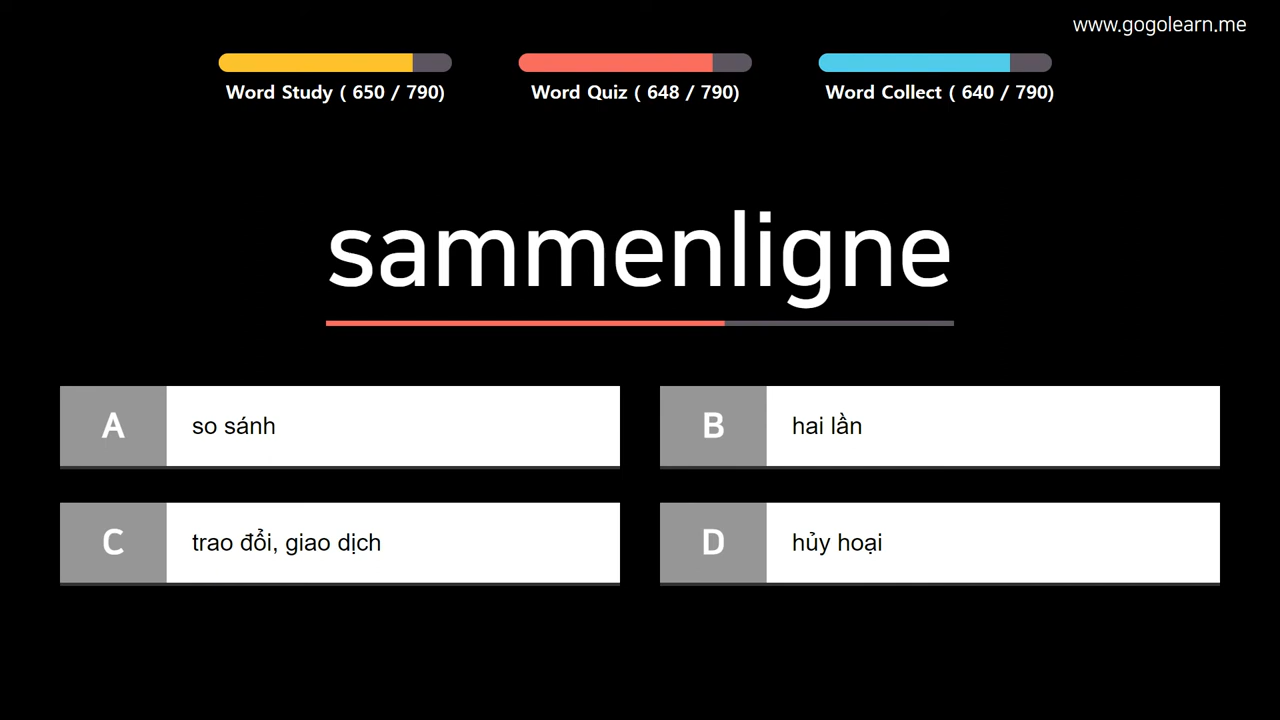 www.gogolearn.me
Word Study ( 650 / 790)
Word Quiz ( 648 / 790)
Word Collect ( 640 / 790)
sammenligne
A so sánh
B hai lần
C trao đổi, giao dịch
D hủy hoại